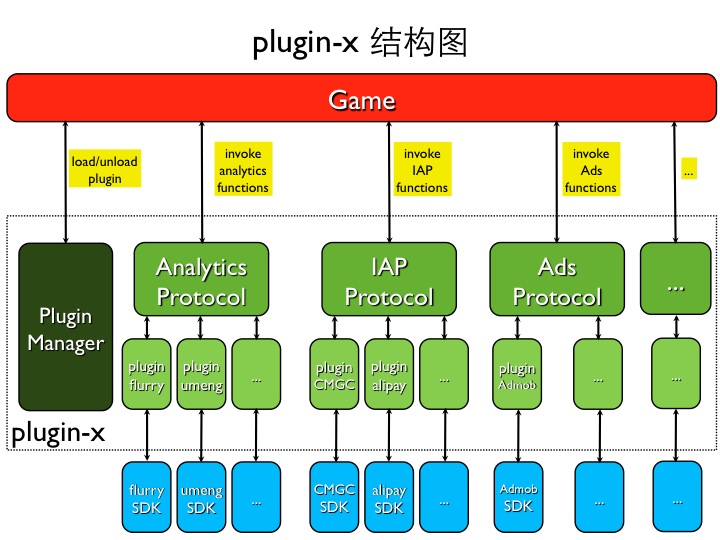 plugin-x 结构图
Game
load/unload
plugin
invoke
analytics
functions
invoke
IAP
functions
invoke
Ads
functions
...
Plugin
Manager
Analytics
Protocol
IAP
Protocol
Ads
Protocol
...
plugin
flurry
plugin
umeng
...
plugin
CMGC
plugin
alipay
...
plugin
Admob
...
...
plugin-x
flurry
SDK
umeng
SDK
...
CMGC
SDK
alipay
SDK
...
Admob
SDK
...
...